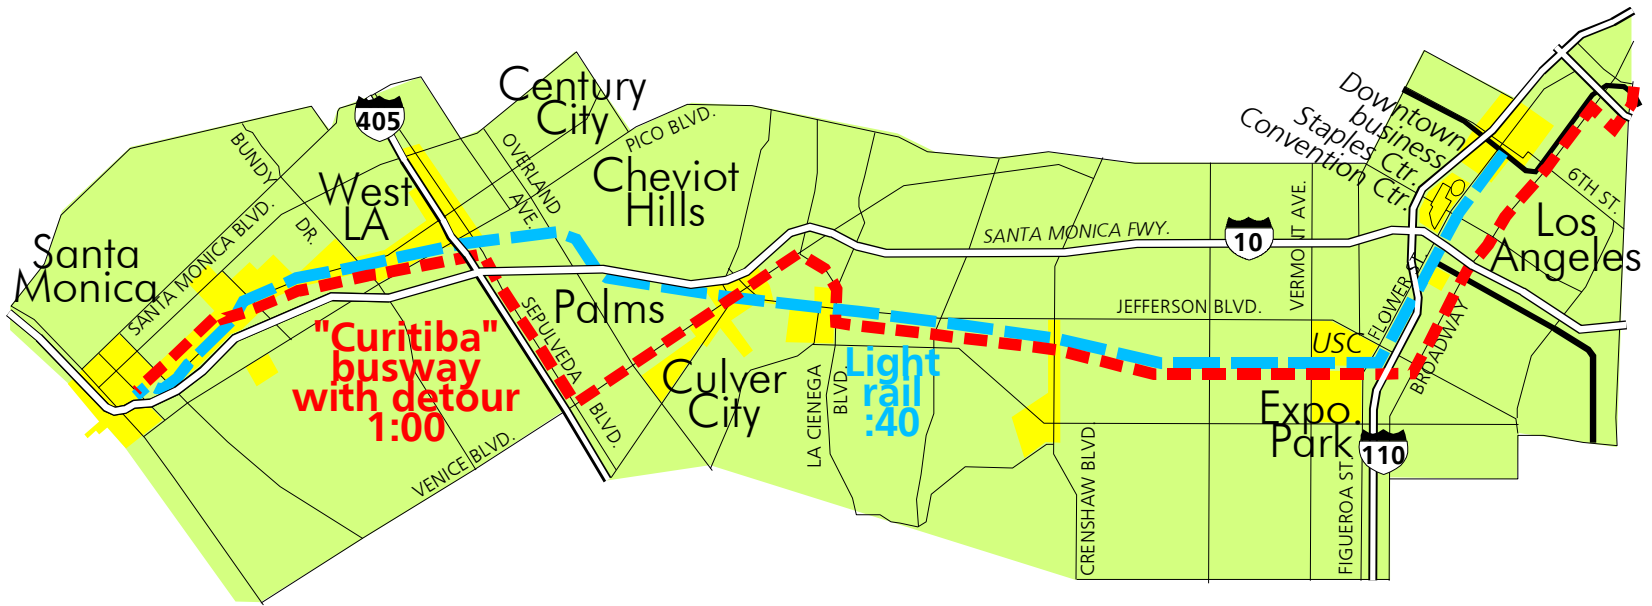 Century
City
405
PICO BLVD.
OVERLAND
AVE.
BUNDY
DR.
West
LA
Cheviot
Hills
SANTA MONICA BLVD.
Santa
Monica
Downtown
business
Staples Ctr.
Convention Ctr.
6TH ST.
Los
Angeles
SANTA MONICA FWY.
10
VERMONT AVE.
FLOWER ST.
JEFFERSON BLVD.
Palms
SEPULVEDA
BLVD.
"Curitiba"
busway
with detour
1:00
VENICE BLVD.
Culver
City
LA CIENEGA
BLVD.
Light
rail
:40
USC
BROADWAY
Expo.
Park
110
CRENSHAW BLVD.
FIGUEROA ST.